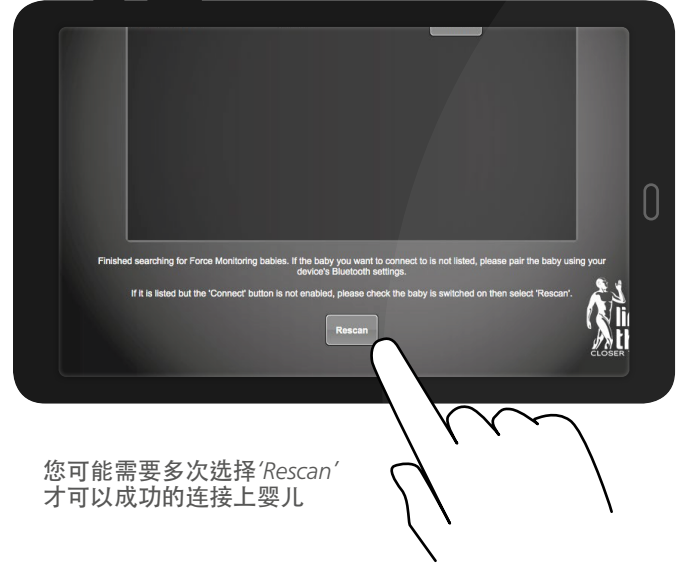 Finished searching for Force Monitoring babies. If the baby you want to connect to is not listed, please pair the baby using your
device's Bluetooth settings.
If it is listed but the 'Connect' button is not enabled, please check the baby is switched on then select 'Rescan'.
Rescan
CLOSER
您可能需要多次选择‘Rescan’
才可以成功的连接上婴儿